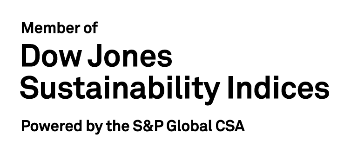 Member of
Dow Jones
Sustainability Indices
Powered by the S&P Global CSA